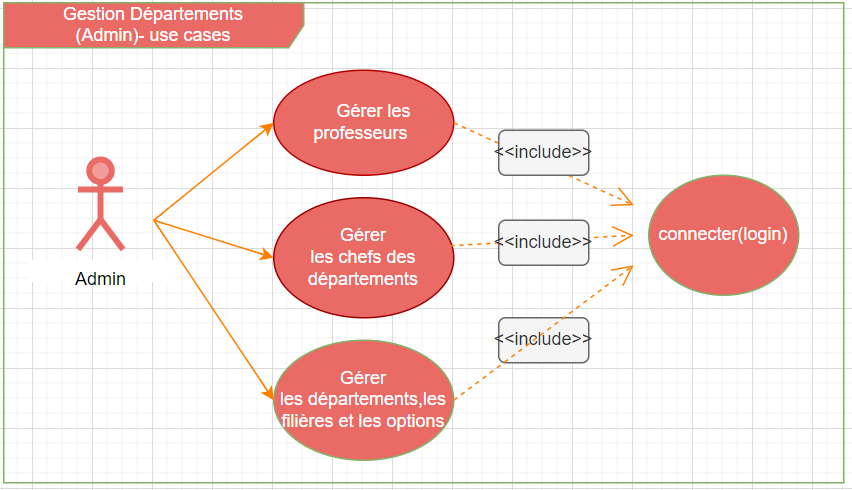 Gestion Départements
(Admin)- use cases
Gérer les
professeurs
<<include>>
Gérer
les chefs des
départements
<<include>>
connecter(login)
Admin
<<include>>
Gérer
les départements,les
filières et les options